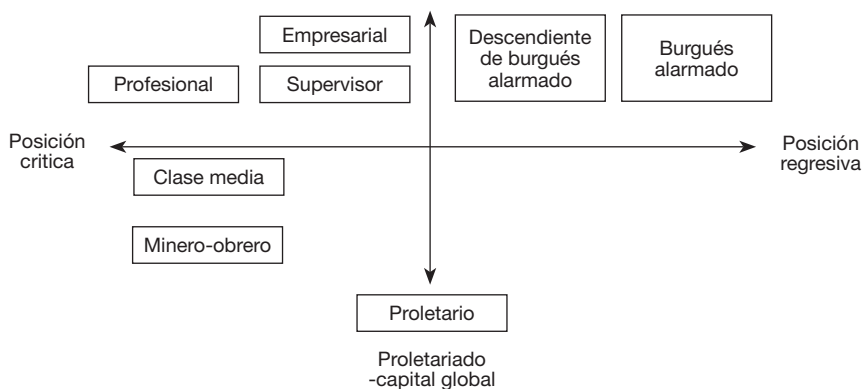 Empresarial
Descendiente
de burgués
alarmado
Burgués
alarmado
Profesional
Supervisor
Posición
critica
Posición
regresiva
Clase media
Minero-obrero
Proletario
Proletariado
-capital global